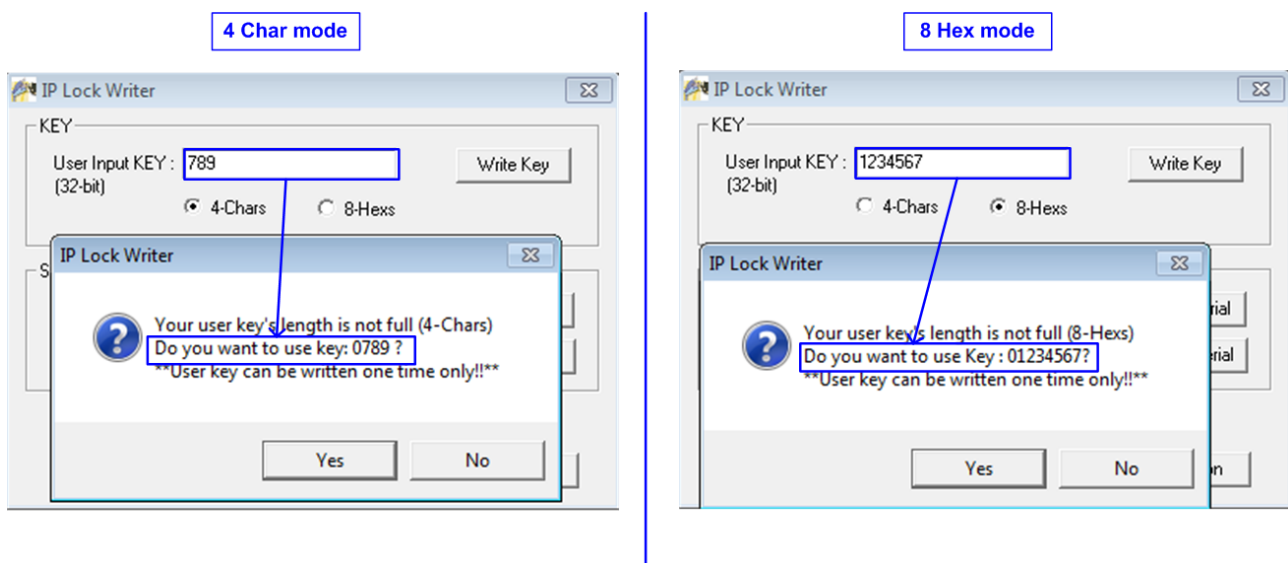 4 Char mode
IP Lock Writer
KEY
User Input KEY : 789
Write Key
(32-bit)
4-Chars 8-Hexs
IP Lock Writer
Your user key's length is not full (4-Chars)
Do you want to use key: 0789 ?
**User key can be written one time only!!**
Yes No
8 Hex mode
IP Lock Writer
KEY
User Input KEY : 1234567
Write Key
(32-bit)
4-Chars 8-Hexs
IP Lock Writer
Your user key's length is not full (8-Hexs)
Do you want to use Key : 01234567?
**User key can be written one time only!!**
Yes No